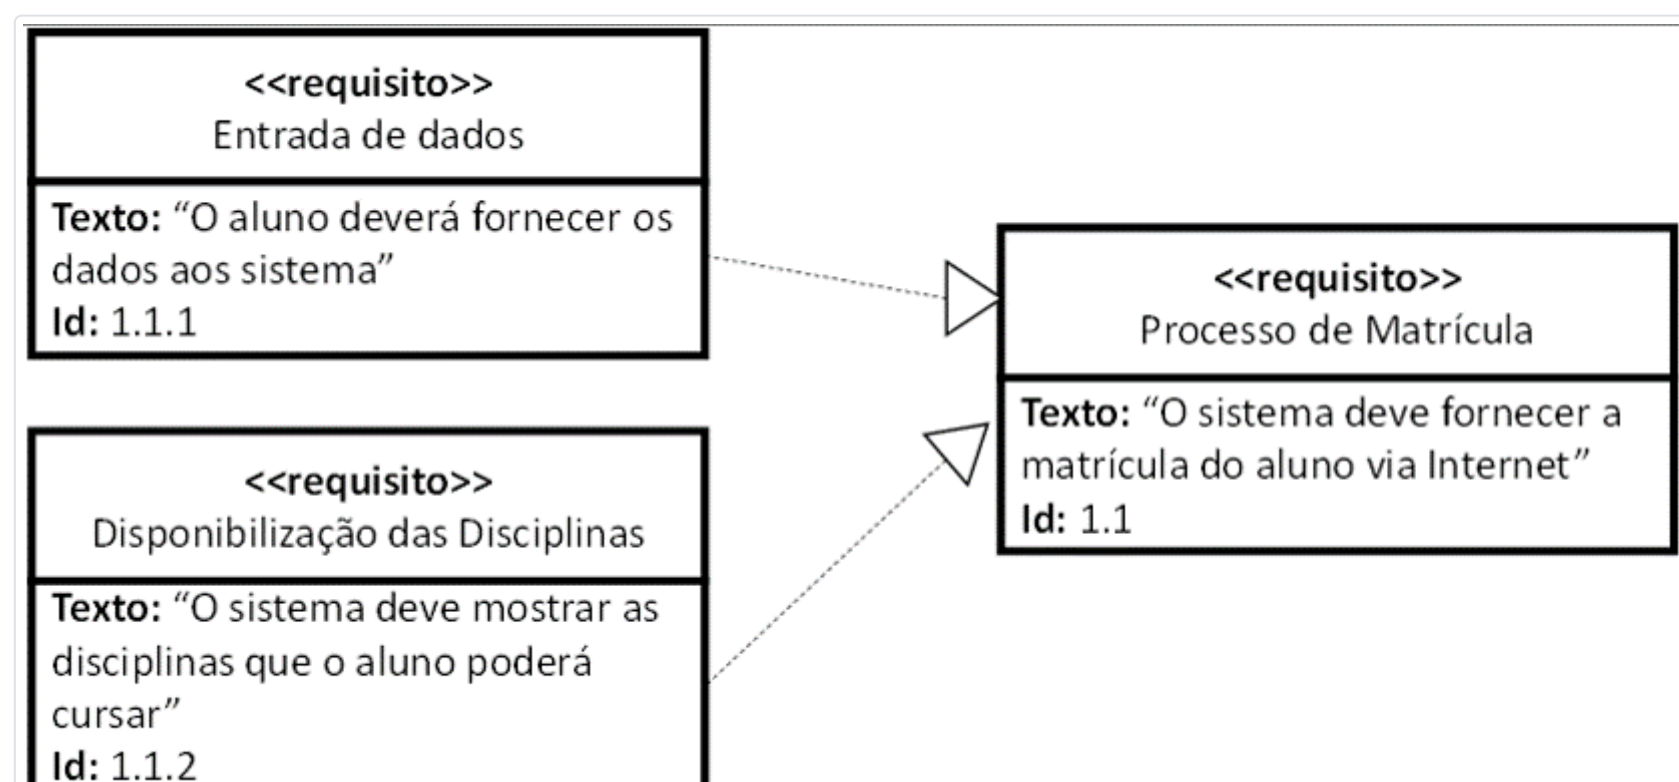 <<requisito>>
Entrada de dados
Texto: “O aluno deverá fornecer os
dados aos sistema”
Id: 1.1.1
<<requisito>>
Disponibilização das Disciplinas
Texto: “O sistema deve mostrar as
disciplinas que o aluno poderá
cursar”
Id: 1.1.2
<<requisito>>
Processo de Matrícula
Texto: “O sistema deve fornecer a
matrícula do aluno via Internet”
Id: 1.1